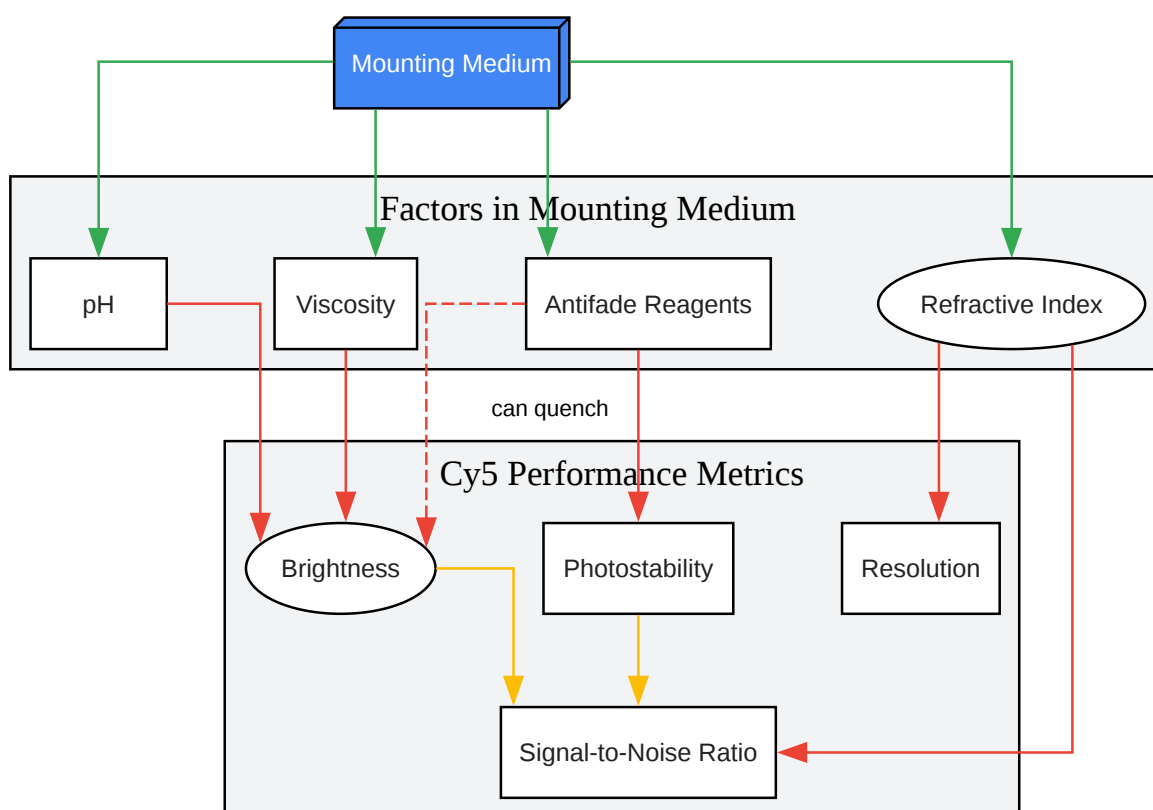 Mounting Medium
Factors in Mounting Medium
pH
Viscosity
Antifade Reagents
Refractive Index
can quench
Cy5 Performance Metrics
Brightness
Photostability
Resolution
Signal-to-Noise Ratio